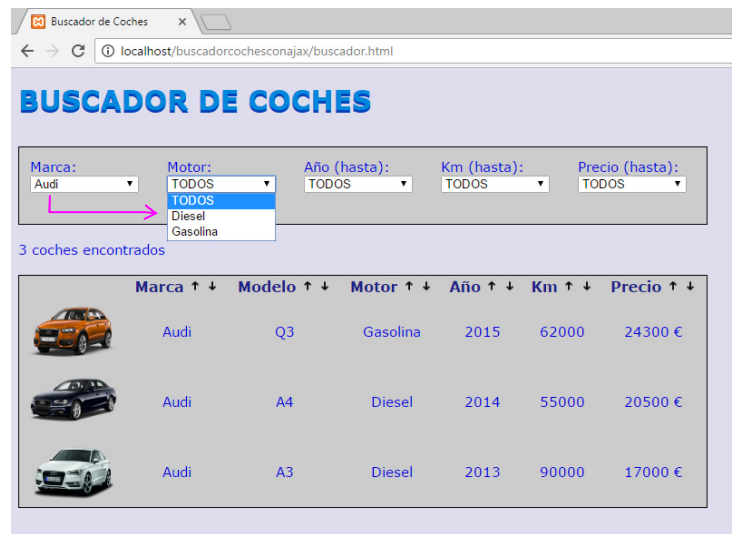 Buscador de Coches
localhost/buscadorcochesconajax/buscador.html
BUSCADOR DE COCHES
Marca: Motor: Año (hasta): Km (hasta): Precio (hasta):
Audi TODOS TODOS TODOS TODOS
TODOS
Diesel
Gasolina
3 coches encontrados
Marca ↑ ↓ Modelo ↑ ↓ Motor ↑ ↓ Año ↑ ↓ Km ↑ ↓ Precio ↑ ↓
Audi Q3 Gasolina 2015 62000 24300 €
Audi A4 Diesel 2014 55000 20500 €
Audi A3 Diesel 2013 90000 17000 €